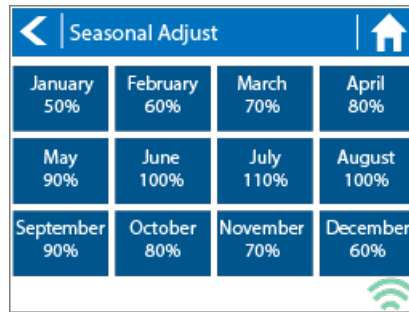 Seasonal Adjust
January February March April
50% 60% 70% 80%
May June July August
90% 100% 110% 100%
September October November December
90% 80% 70% 60%